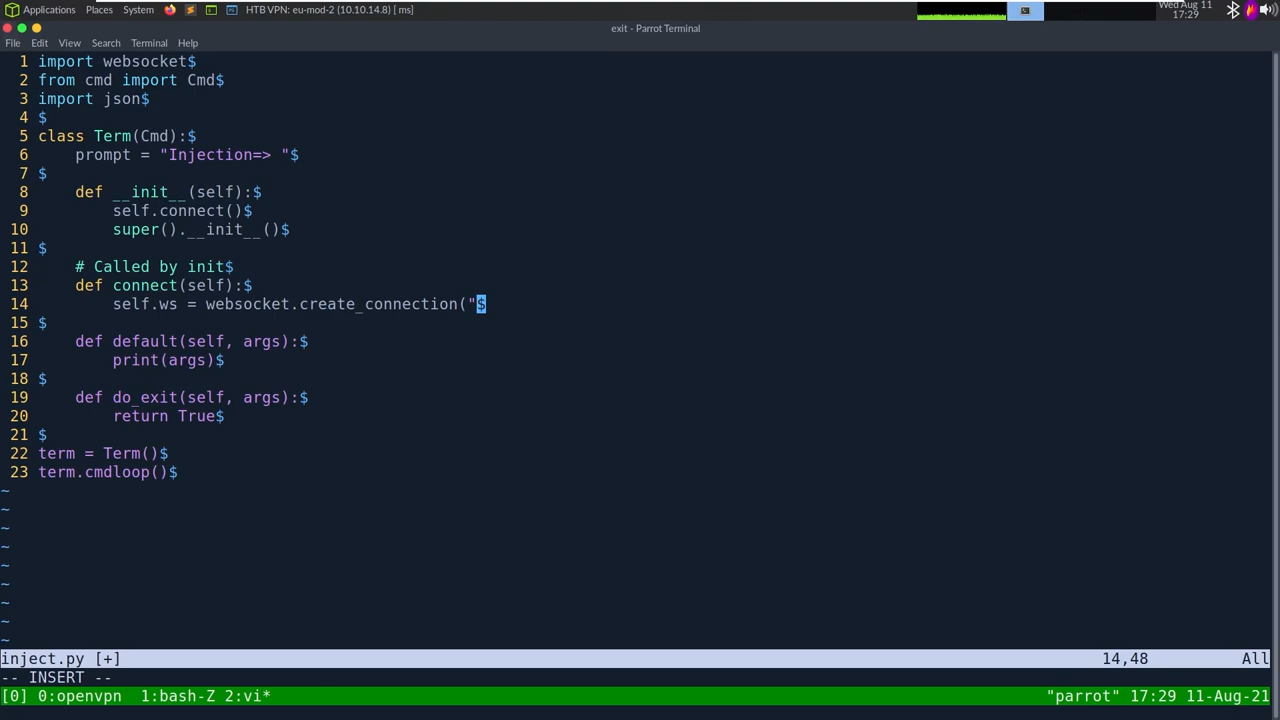 Applications Places System HTB VPN: eu-mod-2 (10.10.14.8) [ ms] Wed Aug 11
17:29
exit - Parrot Terminal
File Edit View Search Terminal Help
1 import websocket$
2 from cmd import Cmd$
3 import json$
4 $
5 class Term(Cmd):$
6     prompt = "Injection=> "$
7 $
8     def __init__(self):$
9         self.connect()$
10         super().__init__()$
11 $
12     # Called by init$
13     def connect(self):$
14         self.ws = websocket.create_connection("$
15 $
16     def default(self, args):$
17         print(args)$
18 $
19     def do_exit(self, args):$
20         return True$
21 $
22 term = Term()$
23 term.cmdloop()$
~
~
~
~
~
~
~
~
~
inject.py [+] 14,48 All
-- INSERT --
[0] 0:openvpn 1:bash-Z 2:vi* "parrot" 17:29 11-Aug-21